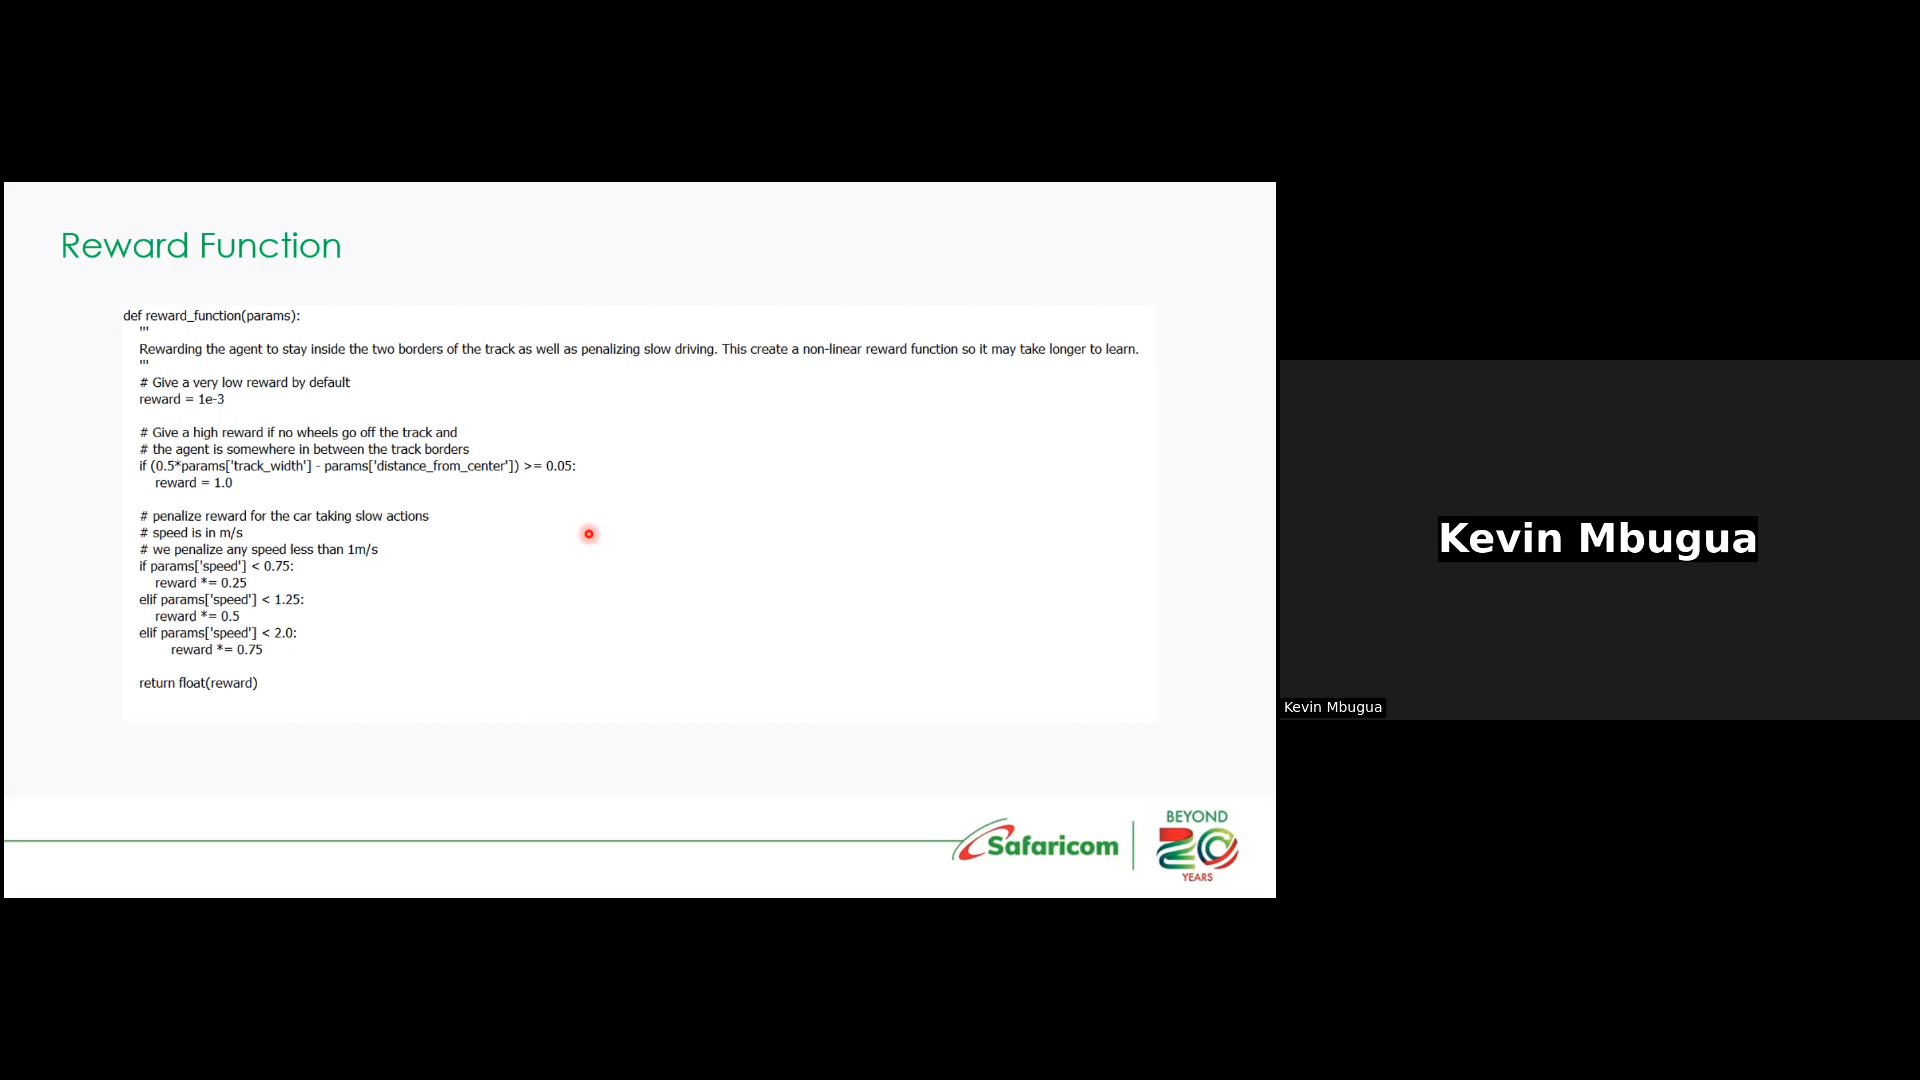 Reward Function
def reward_function(params):
'''
Rewarding the agent to stay inside the two borders of the track as well as penalizing slow driving. This create a non-linear reward function so it may take longer to learn.
'''
# Give a very low reward by default
reward = 1e-3
# Give a high reward if no wheels go off the track and
# the agent is somewhere in between the track borders
if (0.5*params['track_width'] - params['distance_from_center']) >= 0.05:
reward = 1.0
# penalize reward for the car taking slow actions
# speed is in m/s
# we penalize any speed less than 1m/s
if params['speed'] < 0.75:
reward *= 0.25
elif params['speed'] < 1.25:
reward *= 0.5
elif params['speed'] < 2.0:
reward *= 0.75
return float(reward)
Safaricom
BEYOND
20
YEARS
Kevin Mbugua
Kevin Mbugua